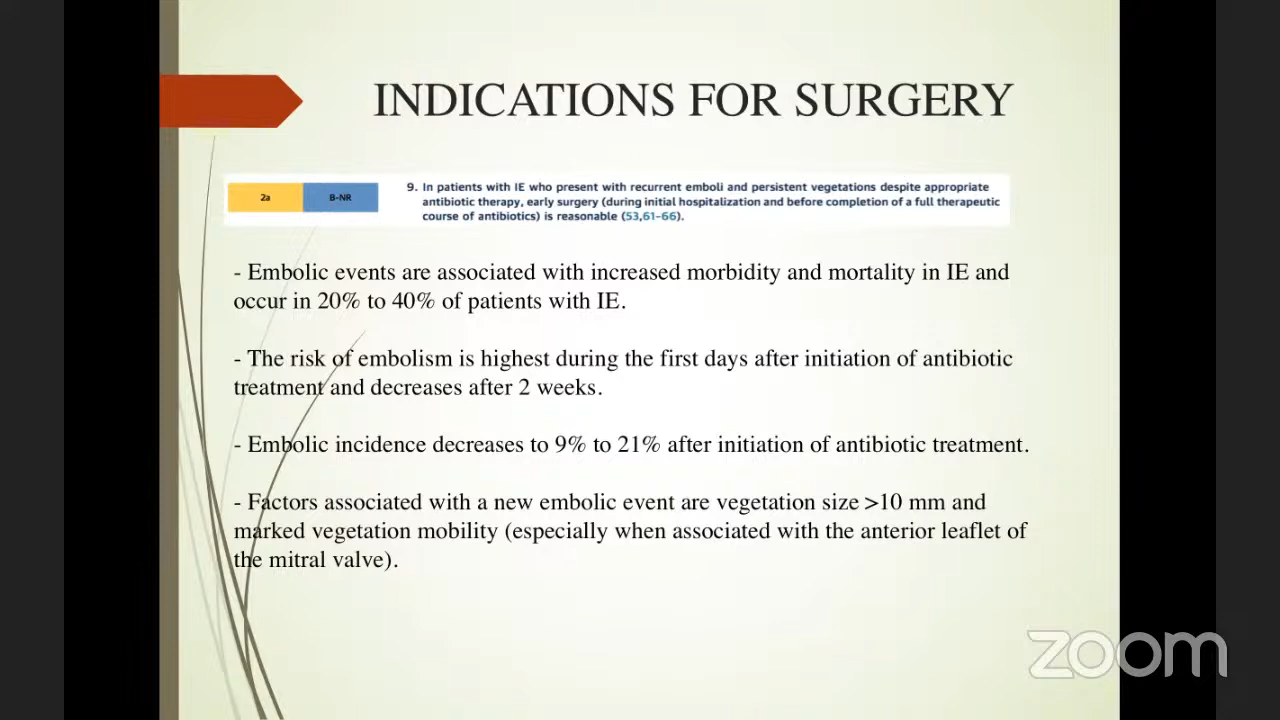 INDICATIONS FOR SURGERY
2a B-NR 9. In patients with IE who present with recurrent emboli and persistent vegetations despite appropriate
antibiotic therapy, early surgery (during initial hospitalization and before completion of a full therapeutic
course of antibiotics) is reasonable (53,61-66).
- Embolic events are associated with increased morbidity and mortality in IE and
occur in 20% to 40% of patients with IE.
- The risk of embolism is highest during the first days after initiation of antibiotic
treatment and decreases after 2 weeks.
- Embolic incidence decreases to 9% to 21% after initiation of antibiotic treatment.
- Factors associated with a new embolic event are vegetation size >10 mm and
marked vegetation mobility (especially when associated with the anterior leaflet of
the mitral valve).
zoom